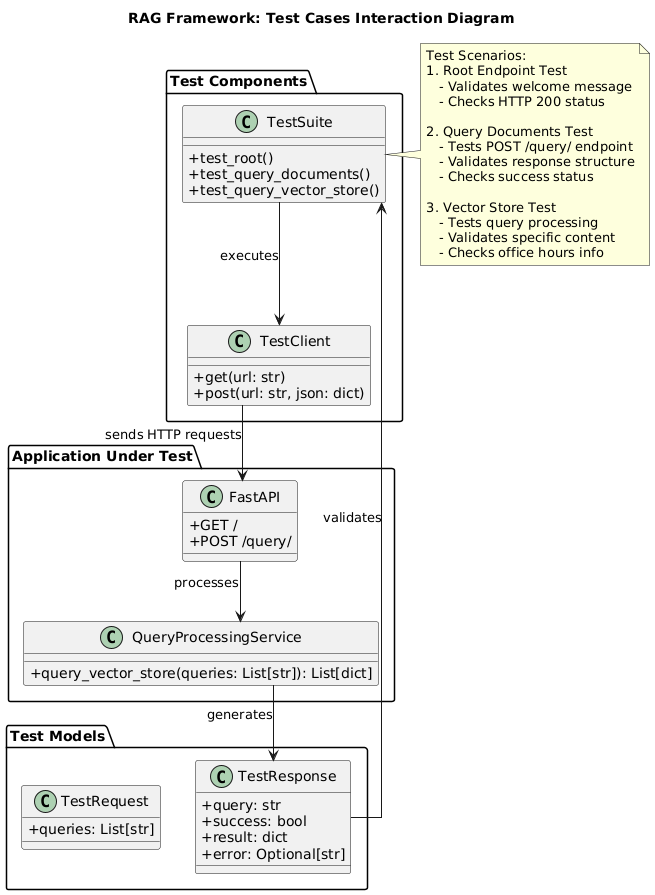 RAG Framework: Test Cases Interaction Diagram
Test Components
C TestSuite
+test_root()
+test_query_documents()
+test_query_vector_store()
Test Scenarios:
1. Root Endpoint Test
- Validates welcome message
- Checks HTTP 200 status
2. Query Documents Test
- Tests POST /query/ endpoint
- Validates response structure
- Checks success status
3. Vector Store Test
- Tests query processing
- Validates specific content
- Checks office hours info
executes
C TestClient
+get(url: str)
+post(url: str, json: dict)
sends HTTP requests
Application Under Test
C FastAPI
+GET /
+POST /query/
validates
processes
C QueryProcessingService
+query_vector_store(queries: List[str]): List[dict]
generates
Test Models
C TestRequest
+queries: List[str]
C TestResponse
+query: str
+success: bool
+result: dict
+error: Optional[str]